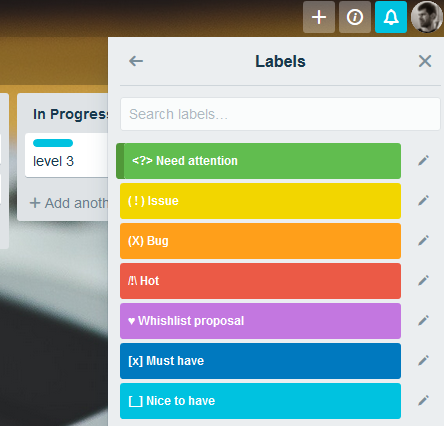 Labels
In Progress
Search labels...
<?> Need attention
level 3
( ! ) Issue
+ Add anoth
(X) Bug
/!\ Hot
♥ Whishlist proposal
[x] Must have
[_] Nice to have